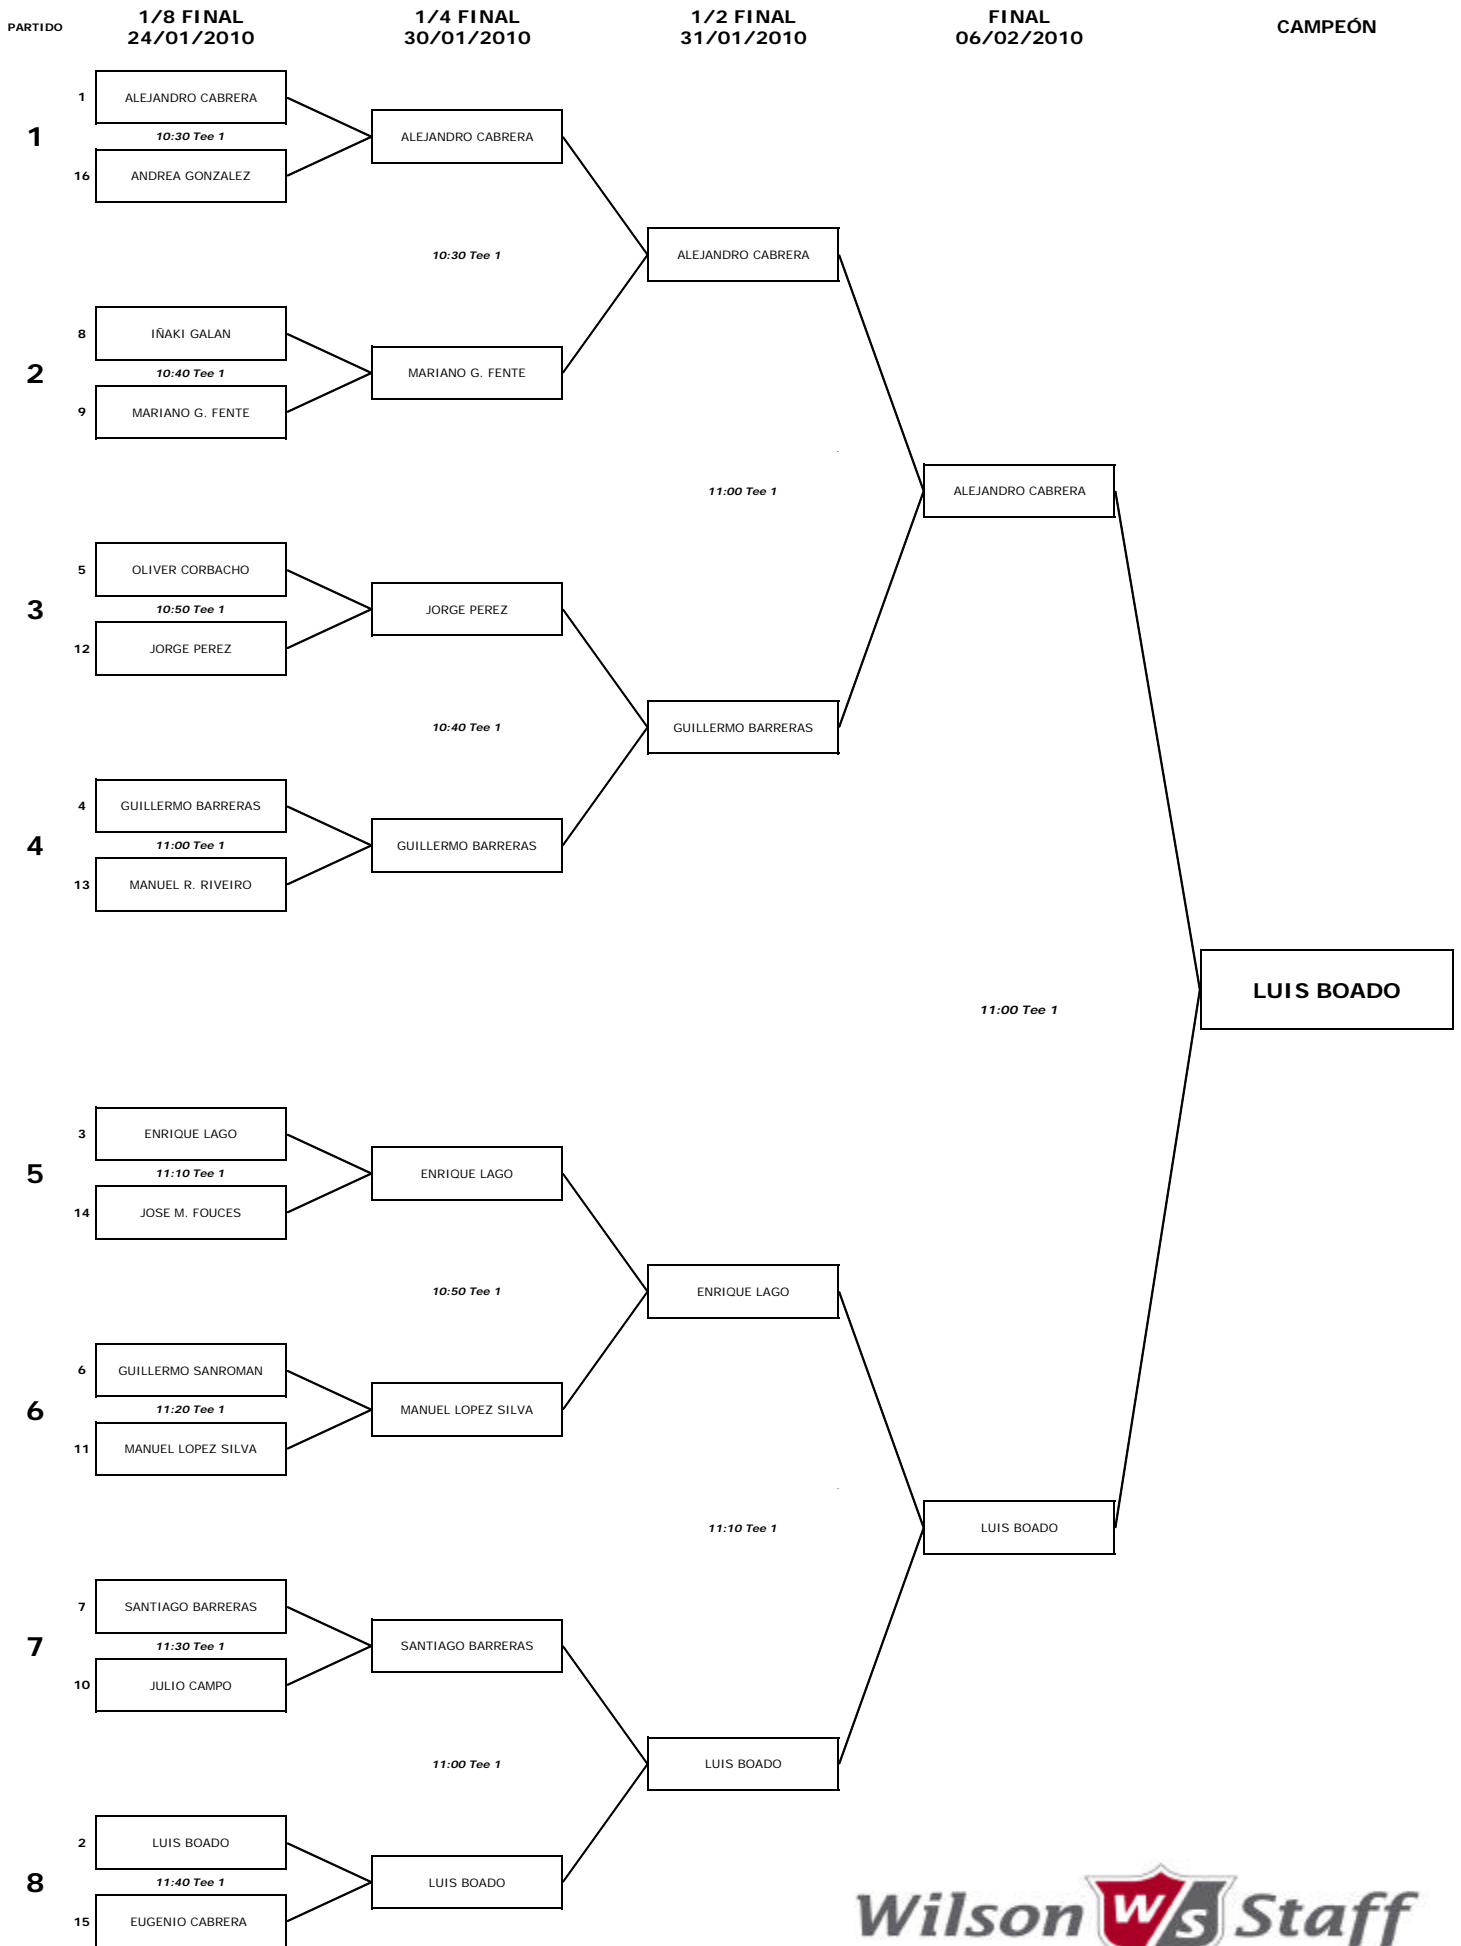 PARTIDO
1/8 FINAL
24/01/2010
1/4 FINAL
30/01/2010
1/2 FINAL
31/01/2010
FINAL
06/02/2010
CAMPEÓN
1 ALEJANDRO CABRERA
1
10:30 Tee 1
ALEJANDRO CABRERA
16 ANDREA GONZALEZ
10:30 Tee 1
ALEJANDRO CABRERA
8 IÑAKI GALAN
2
10:40 Tee 1
MARIANO G. FENTE
9 MARIANO G. FENTE
11:00 Tee 1
ALEJANDRO CABRERA
5 OLIVER CORBACHO
3
10:50 Tee 1
JORGE PEREZ
12 JORGE PEREZ
10:40 Tee 1
GUILLERMO BARRERAS
4 GUILLERMO BARRERAS
4
11:00 Tee 1
GUILLERMO BARRERAS
13 MANUEL R. RIVEIRO
11:00 Tee 1
LUIS BOADO
3 ENRIQUE LAGO
5
11:10 Tee 1
ENRIQUE LAGO
14 JOSE M. FOUCES
10:50 Tee 1
ENRIQUE LAGO
6 GUILLERMO SANROMAN
6
11:20 Tee 1
MANUEL LOPEZ SILVA
11 MANUEL LOPEZ SILVA
11:10 Tee 1
LUIS BOADO
7 SANTIAGO BARRERAS
7
11:30 Tee 1
SANTIAGO BARRERAS
10 JULIO CAMPO
11:00 Tee 1
LUIS BOADO
2 LUIS BOADO
8
11:40 Tee 1
LUIS BOADO
15 EUGENIO CABRERA
Wilson W/S Staff